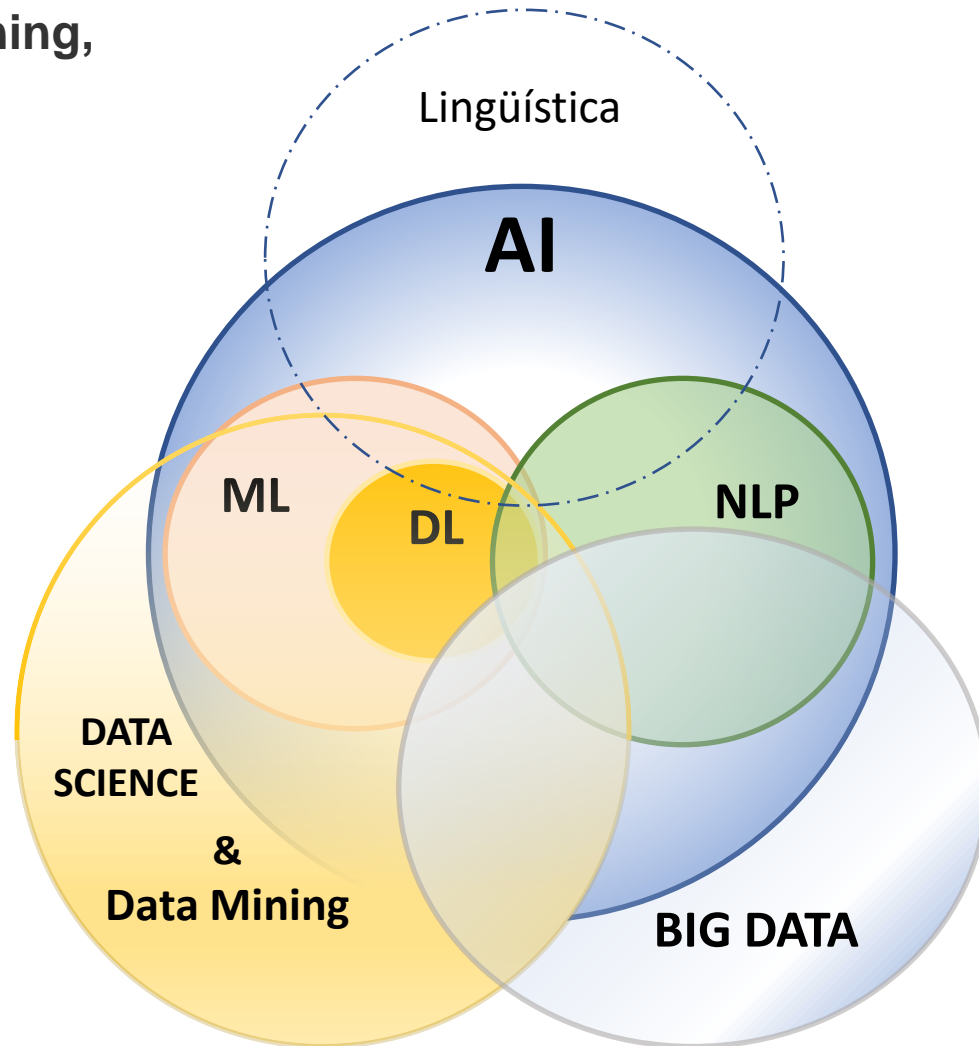 ning,
Lingüística
AI
ML
DL
NLP
DATA
SCIENCE
&
Data Mining
BIG DATA